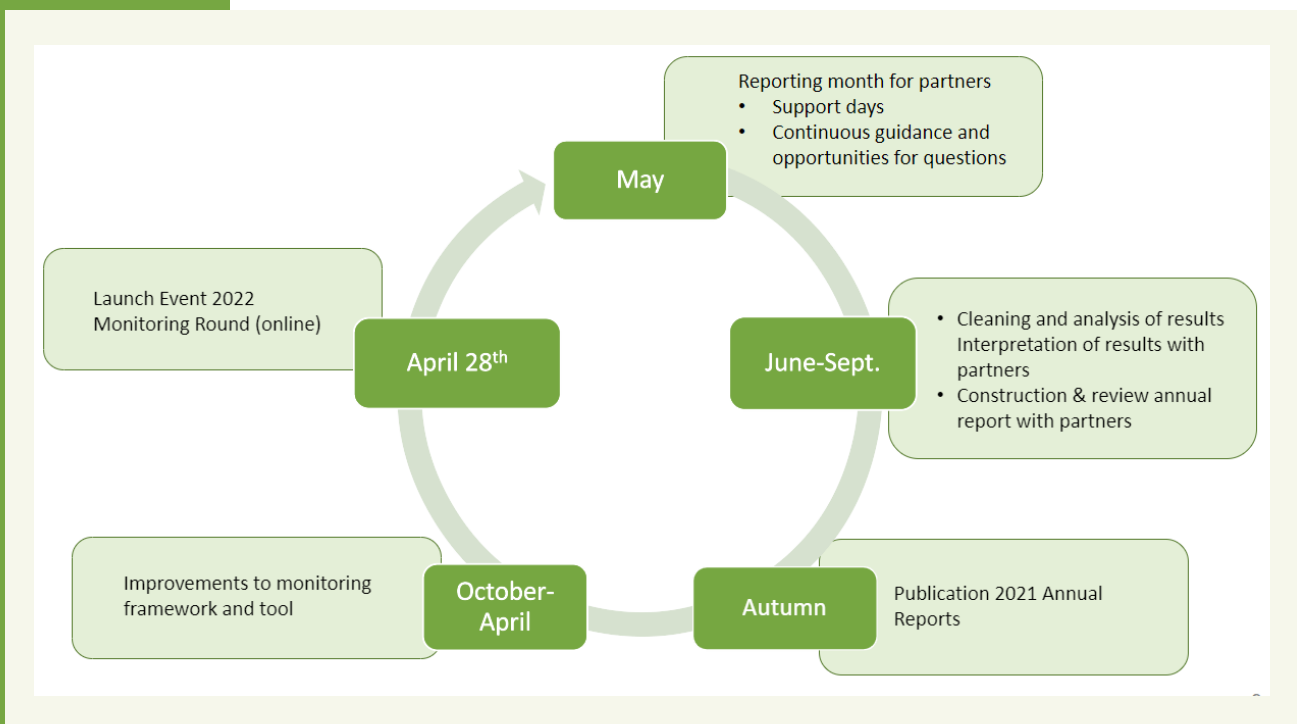 Reporting month for partners
• Support days
• Continuous guidance and
opportunities for questions
May
Launch Event 2022
Monitoring Round (online)
April 28th
June-Sept.
• Cleaning and analysis of results
Interpretation of results with
partners
• Construction & review annual
report with partners
Improvements to monitoring
framework and tool
October-
April
Autumn
Publication 2021 Annual
Reports